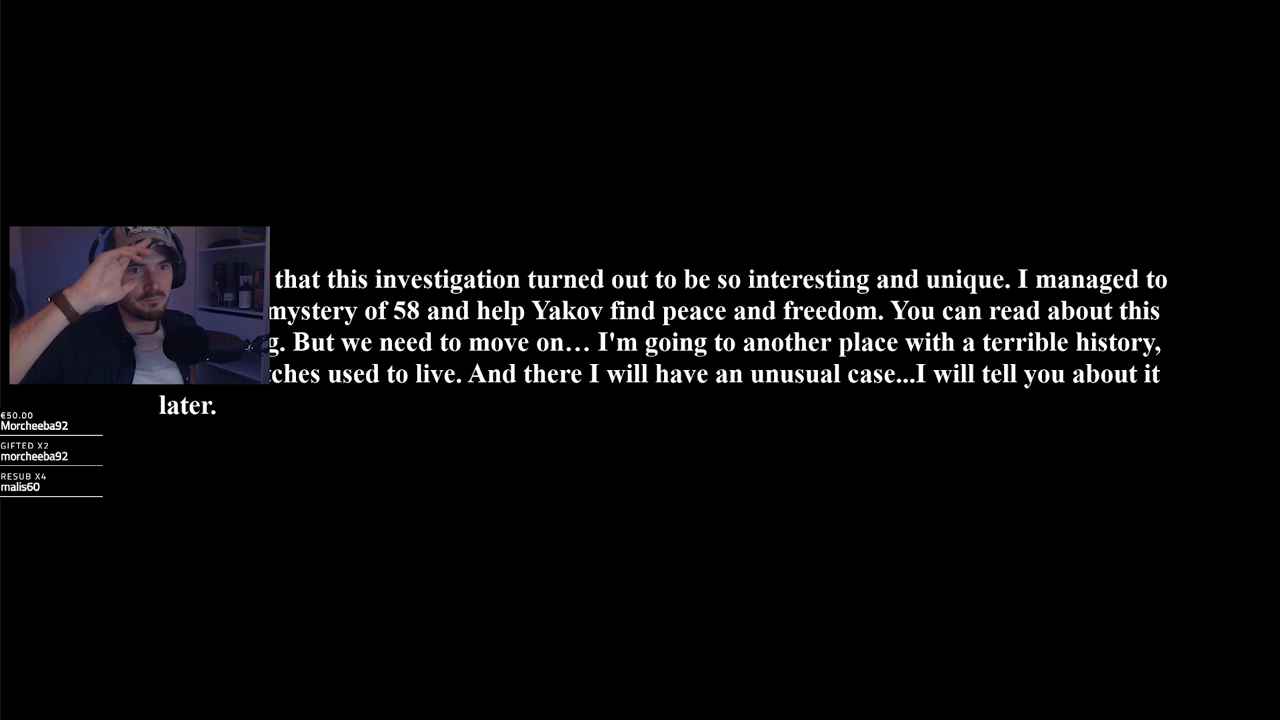 that this investigation turned out to be so interesting and unique. I managed to
mystery of 58 and help Yakov find peace and freedom. You can read about this
But we need to move on… I'm going to another place with a terrible history,
used to live. And there I will have an unusual case...I will tell you about it
later.
€50.00
Morcheeba92
GIFTED X2
morcheeba92
RESUB X4
malis60